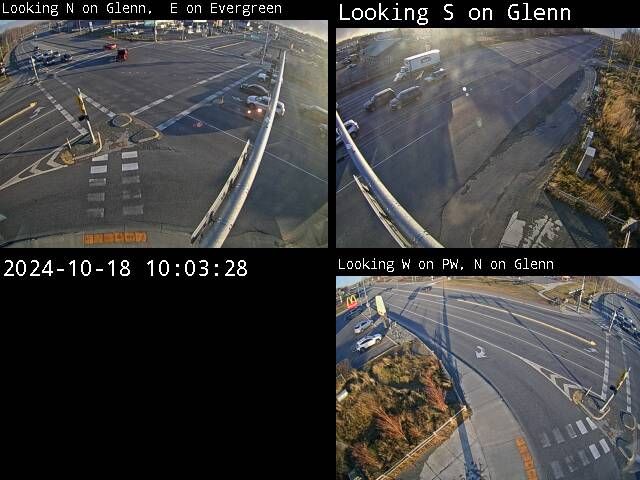 Looking N on Glenn,  E on Evergreen
Looking S on Glenn
2024-10-18 10:03:28
Looking W on PW, N on Glenn